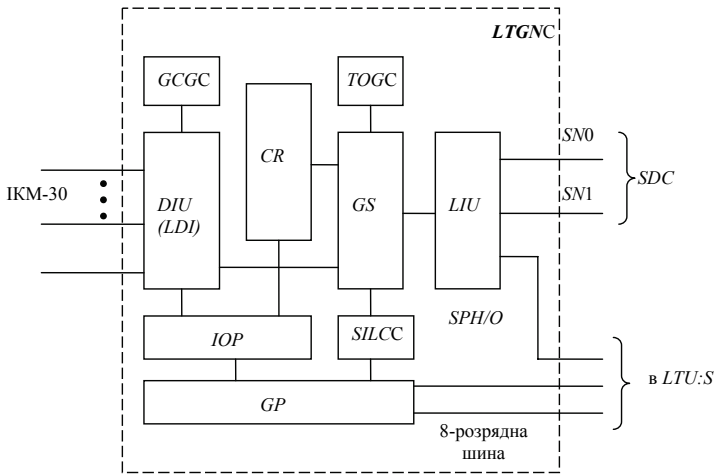 LTGNC
GCGC
TOGC
CR
SN0
SDC
ІКМ-30
DIU
(LDI)
GS
LIU
SN1
SPH/O
IOP
SILCC
в LTU:S
GP
8-розрядна
шина